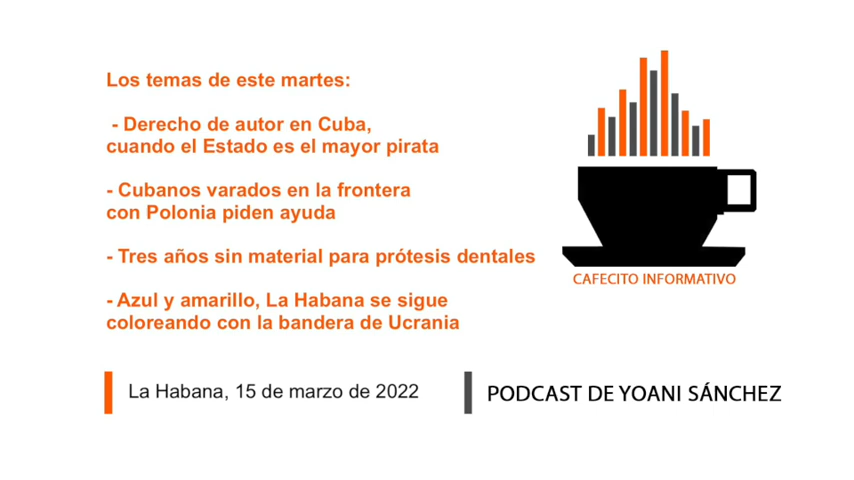 Los temas de este martes:
- Derecho de autor en Cuba,
cuando el Estado es el mayor pirata
- Cubanos varados en la frontera
con Polonia piden ayuda
- Tres años sin material para prótesis dentales
- Azul y amarillo, La Habana se sigue
coloreando con la bandera de Ucrania
CAFECITO INFORMATIVO
La Habana, 15 de marzo de 2022
PODCAST DE YOANI SÁNCHEZ